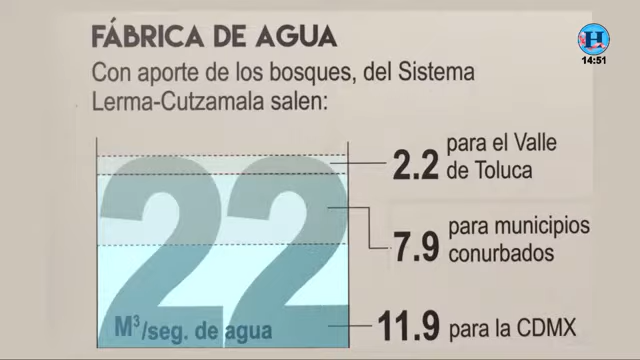 FÁBRICA DE AGUA
Con aporte de los bosques, del Sistema
Lerma-Cutzamala salen:
22
M³/seg. de agua
2.2 para el Valle
de Toluca
7.9 para municipios
conurbados
11.9 para la CDMX
H
14:51